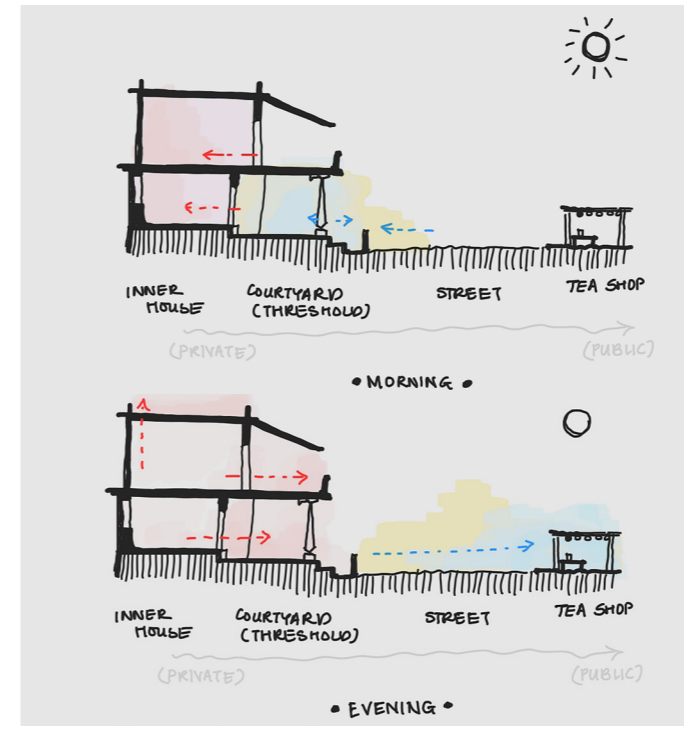 INNER
HOUSE
COURTYARD
(THRESHOLD)
STREET
TEA SHOP
(PRIVATE)
(PUBLIC)
• MORNING •
INNER
HOUSE
COURTYARD
(THRESHOLD)
STREET
TEA SHOP
(PRIVATE)
(PUBLIC)
• EVENING •